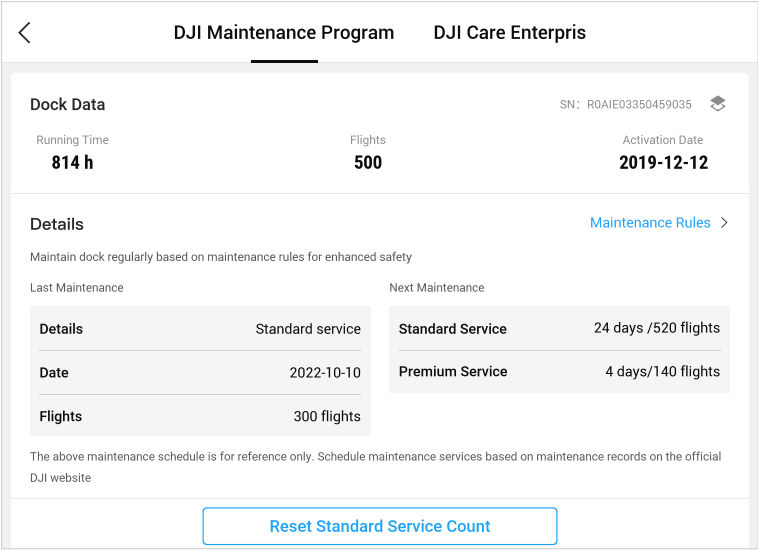 DJI Maintenance Program DJI Care Enterpris
Dock Data SN: R0AIE03350459035
Running Time Flights Activation Date
814 h 500 2019-12-12
Details Maintenance Rules
Maintain dock regularly based on maintenance rules for enhanced safety
Last Maintenance Next Maintenance
Details Standard service Standard Service 24 days /520 flights
Date 2022-10-10 Premium Service 4 days/140 flights
Flights 300 flights
The above maintenance schedule is for reference only. Schedule maintenance services based on maintenance records on the official
DJI website
Reset Standard Service Count